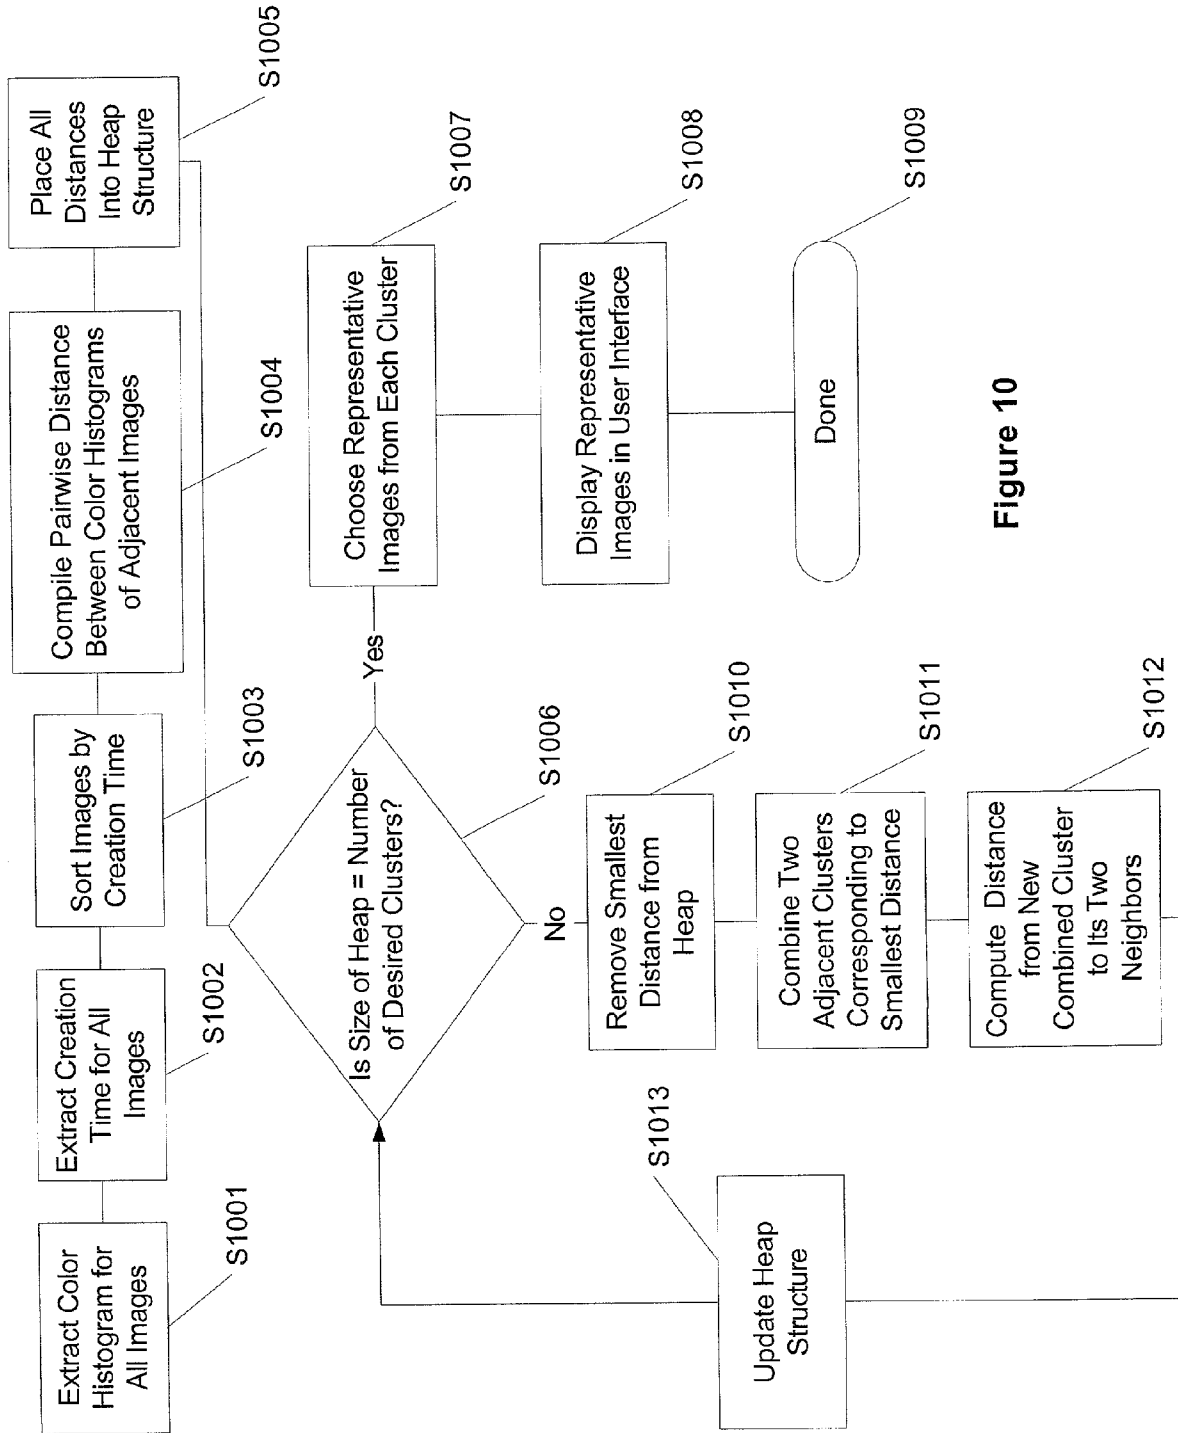 Extract Color
Histogram for
All Images
S1001
Extract Creation
Time for All
Images
S1002
Sort Images by
Creation Time
S1003
Compile Pairwise Distance
Between Color Histograms
of Adjacent Images
S1004
Place All
Distances
Into Heap
Structure
S1005
Is Size of Heap = Number
of Desired Clusters?
S1006
Yes
Choose Representative
Images from Each Cluster
S1007
Display Representative
Images in User Interface
S1008
Done
S1009
No
Remove Smallest
Distance from
Heap
S1010
Combine Two
Adjacent Clusters
Corresponding to
Smallest Distance
S1011
Compute Distance
from New
Combined Cluster
to Its Two
Neighbors
S1012
Update Heap
Structure
S1013
Figure 10